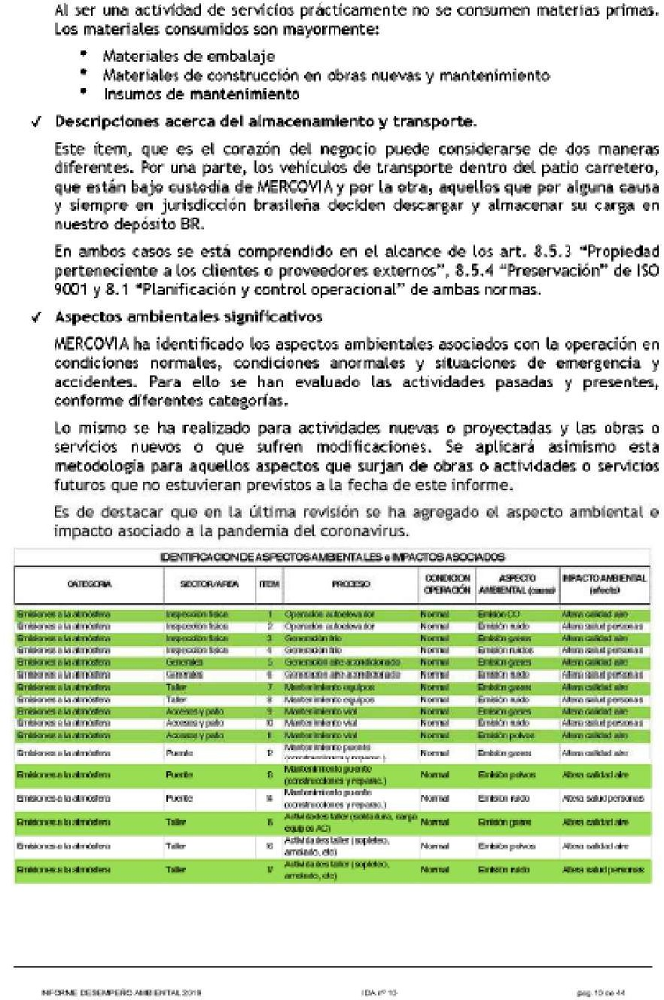 Al ser una actividad de servicios prácticamente no se consumen materias primas.
Los materiales consumidos son mayormente:
• Materiales de embalaje
• Materiales de construcción en obras nuevas y mantenimiento
• Insumos de mantenimiento
✓ Descripciones acerca del almacenamiento y transporte.
Este ítem, que es el corazón del negocio puede considerarse de dos maneras
diferentes. Por una parte, los vehículos de transporte dentro del patio carretero,
que están bajo custodia de MERCOVIA y por la otra, aquellos que por alguna causa
y siempre en jurisdicción brasileña deciden descargar y almacenar su carga en
nuestro depósito BR.
En ambos casos se está comprendido en el alcance de los art. 8.5.3 “Propiedad
perteneciente a los clientes o proveedores externos”, 8.5.4 “Preservación” de ISO
9001 y 8.1 “Planificación y control operacional” de ambas normas.
✓ Aspectos ambientales significativos
MERCOVIA ha identificado los aspectos ambientales asociados con la operación en
condiciones normales, condiciones anormales y situaciones de emergencia y
accidentes. Para ello se han evaluado las actividades pasadas y presentes,
conforme diferentes categorías.
Lo mismo se ha realizado para actividades nuevas o proyectadas y las obras o
servicios nuevos o que sufren modificaciones. Se aplicará asimismo esta
metodología para aquellos aspectos que surjan de obras o actividades o servicios
futuros que no estuvieran previstos a la fecha de este informe.
Es de destacar que en la última revisión se ha agregado el aspecto ambiental e
impacto asociado a la pandemia del coronavirus.
IDENTIFICACION DE ASPECTOS AMBIENTALES e IMPACTOS ASOCIADOS
CATEGORIA SECTOR/AREA ITEM PROCESO CONDICION OPERACIÓN ASPECTO AMBIENTAL (causa) IMPACTO AMBIENTAL (efecto)
Emisiones a la atmósfera Inspección física 1 Operación autoelevador Normal Emisión CO Altera calidad aire
Emisiones a la atmósfera Inspección física 2 Operación autoelevador Normal Emisión ruido Altera salud personas
Emisiones a la atmósfera Inspección física 3 Generación frío Normal Emisión gases Altera calidad aire
Emisiones a la atmósfera Inspección física 4 Generación frío Normal Emisión ruidos Altera salud personas
Emisiones a la atmósfera Generales 5 Generación aire acondicionado Normal Emisión gases Altera calidad aire
Emisiones a la atmósfera Generales 6 Generación aire acondicionado Normal Emisión ruido Altera salud personas
Emisiones a la atmósfera Taller 7 Mantenimiento equipos Normal Emisión gases Altera calidad aire
Emisiones a la atmósfera Taller 8 Mantenimiento equipos Normal Emisión ruido Altera salud personas
Emisiones a la atmósfera Accesos y patio 9 Mantenimiento vial Normal Emisión gases Altera calidad aire
Emisiones a la atmósfera Accesos y patio 10 Mantenimiento vial Normal Emisión ruido Altera salud personas
Emisiones a la atmósfera Accesos y patio 11 Mantenimiento vial Normal Emisión polvos Altera calidad aire
Emisiones a la atmósfera Puente 12 Mantenimiento puente (construcciones y reparac.) Normal Emisión gases Altera calidad aire
Emisiones a la atmósfera Puente 13 Mantenimiento puente (construcciones y reparac.) Normal Emisión polvos Altera calidad aire
Emisiones a la atmósfera Puente 14 Mantenimiento puente (construcciones y reparac.) Normal Emisión ruido Altera salud personas
Emisiones a la atmósfera Taller 15 Actividades taller (soldadura, carga equipos AC) Normal Emisión gases Altera calidad aire
Emisiones a la atmósfera Taller 16 Actividades taller (sopleteo, amolado, etc) Normal Emisión polvos Altera calidad aire
Emisiones a la atmósfera Taller 17 Actividades taller (sopleteo, amolado, etc) Normal Emisión ruido Altera salud personas
INFORME DESEMPEÑO AMBIENTAL 2019 IDA nº 10 pag. 10 de 44